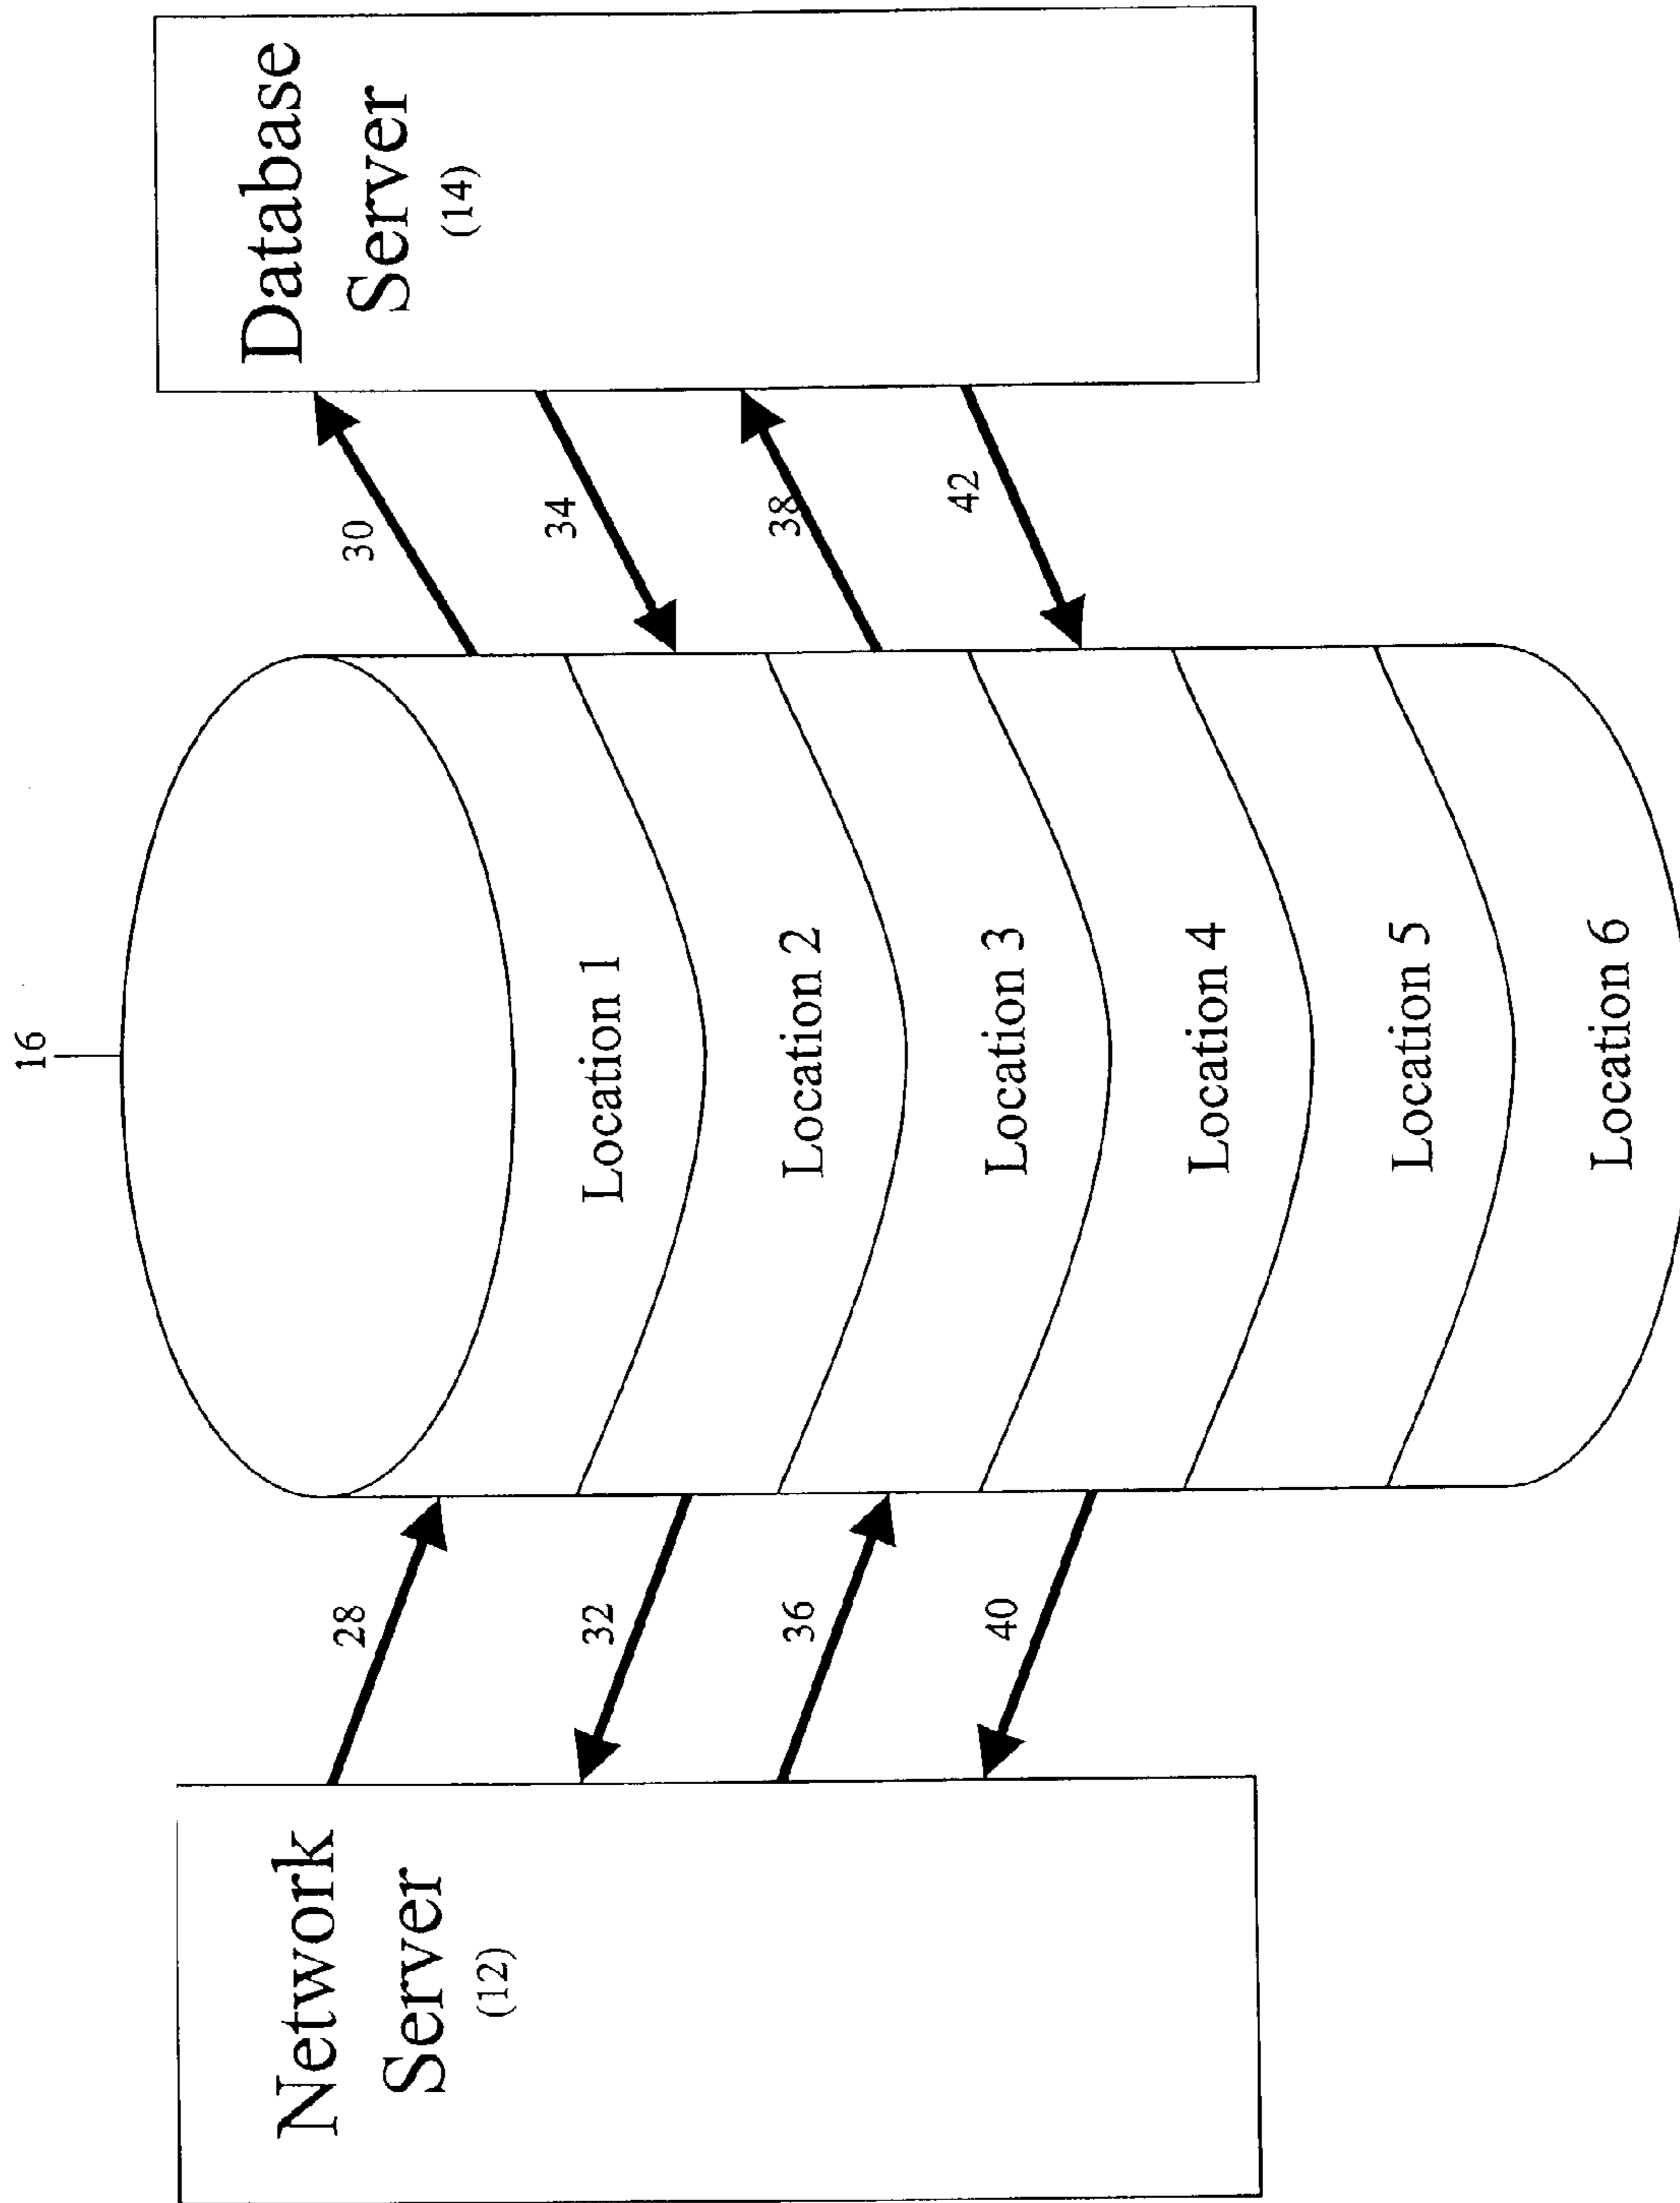 16
Network
Server
(12)
28
32
36
40
Location 1
Location 2
Location 3
Location 4
Location 5
Location 6
30
34
38
42
Database
Server
(14)